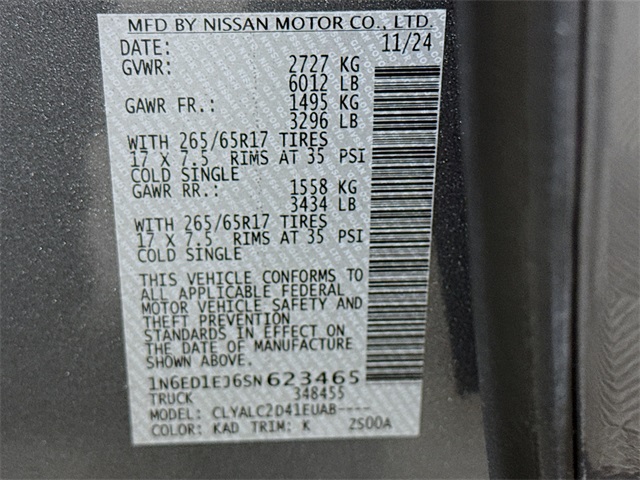 MFD BY NISSAN MOTOR CO., LTD.
DATE: 11/24
GVWR: 2727 KG
6012 LB
GAWR FR.: 1495 KG
3296 LB
WITH 265/65R17 TIRES
17 X 7.5 RIMS AT 35 PSI
COLD SINGLE
GAWR RR.: 1558 KG
3434 LB
WITH 265/65R17 TIRES
17 X 7.5 RIMS AT 35 PSI
COLD SINGLE
THIS VEHICLE CONFORMS TO
ALL APPLICABLE FEDERAL
MOTOR VEHICLE SAFETY AND
THEFT PREVENTION
STANDARDS IN EFFECT ON
THE DATE OF MANUFACTURE
SHOWN ABOVE.
1N6ED1EJ6SN623465
TRUCK 348455
MODEL: CLYALC2D41EUAB----
COLOR: KAD TRIM: K ZS00A